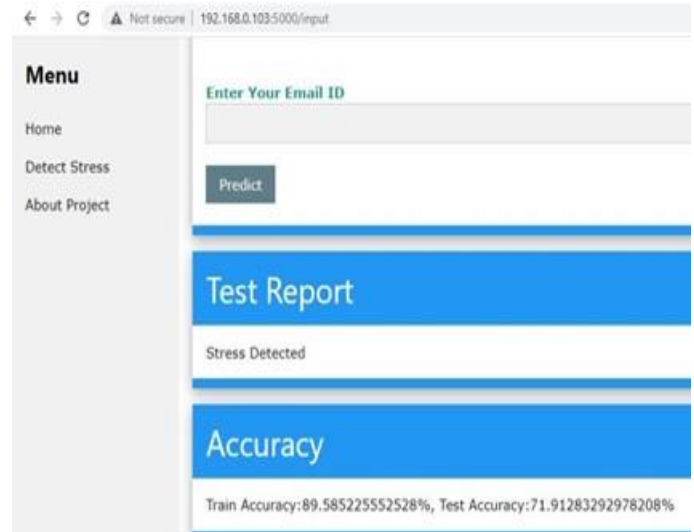 Not secure | 192.168.0.103:5000/input
Menu
Home
Detect Stress
About Project
Enter Your Email ID
Predict
Test Report
Stress Detected
Accuracy
Train Accuracy:89.585225552528%, Test Accuracy:71.91283292978208%